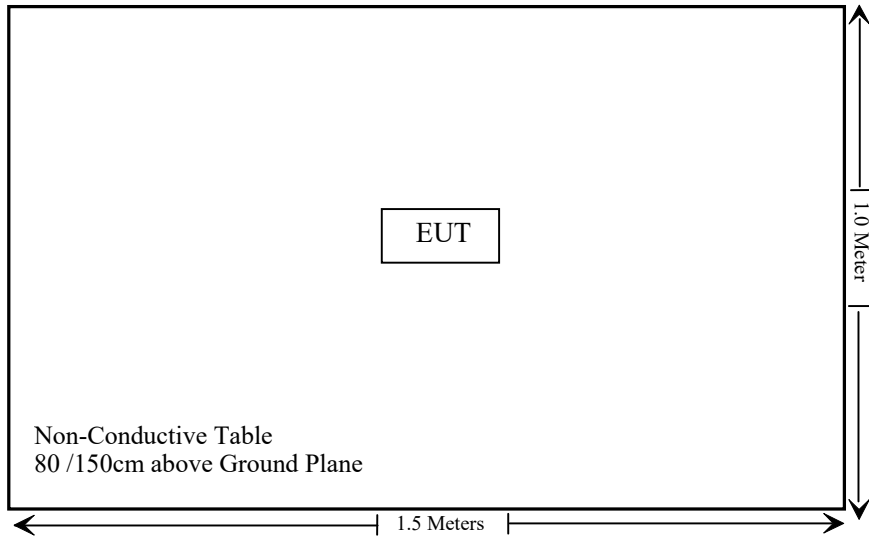 EUT
1.0 Meter
Non-Conductive Table
80 /150cm above Ground Plane
1.5 Meters